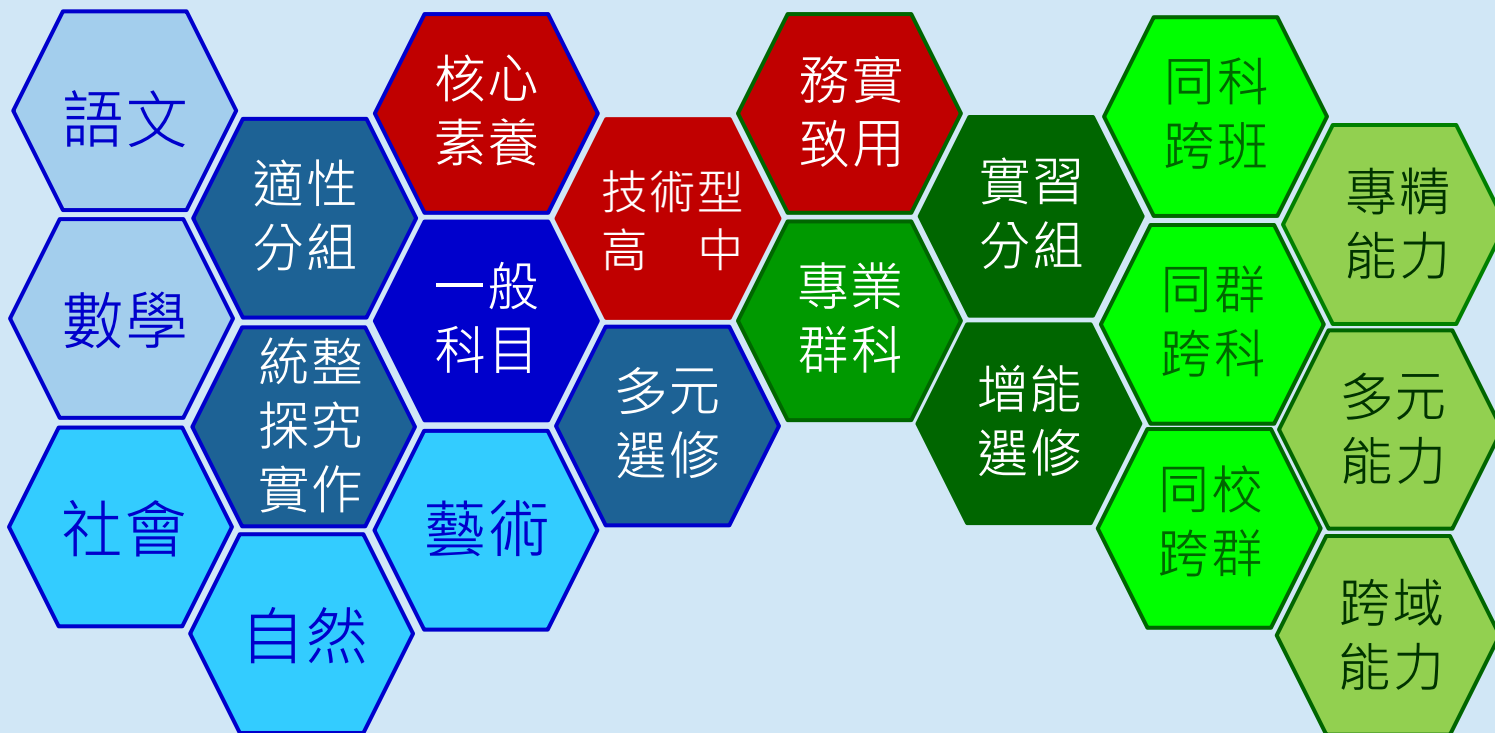 語文
數學
社會
適性
分組
統整
探究
實作
自然
核心
素養
一般
科目
藝術
技術型
高　中
多元
選修
務實
致用
專業
群科
實習
分組
增能
選修
同科
跨班
同群
跨科
同校
跨群
專精
能力
多元
能力
跨域
能力